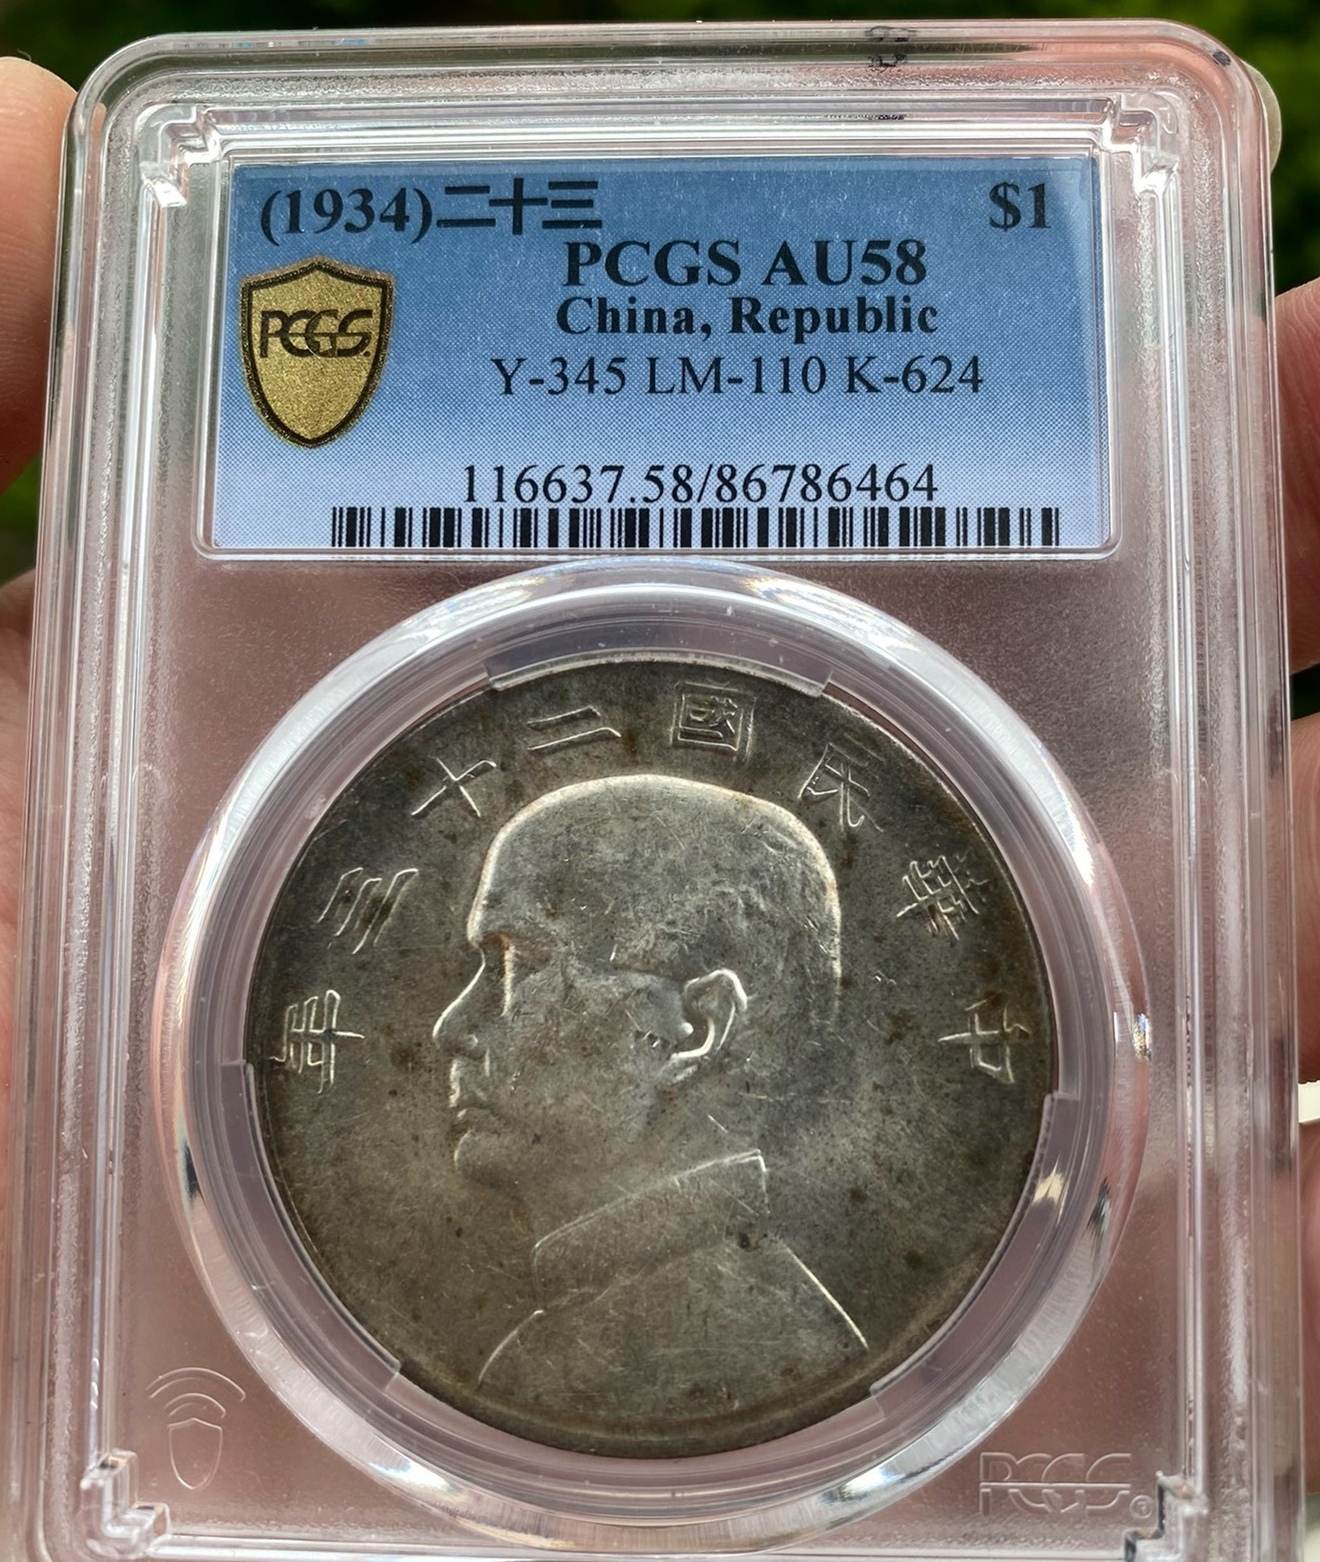 (1934)二十三 $1
PCGS AU58
PCGS
China, Republic
Y-345 LM-110 K-624
116637.58/86786464
年三十二國民華中
PCGS